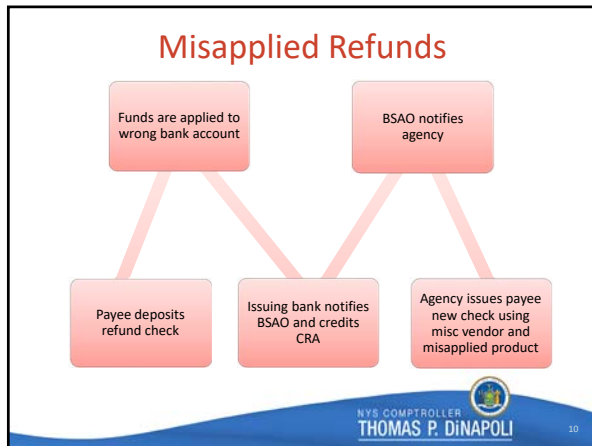 Misapplied Refunds
Funds are applied to
wrong bank account
BSAO notifies
agency
Payee deposits
refund check
Issuing bank notifies
BSAO and credits
CRA
Agency issues payee
new check using
misc vendor and
misapplied product
NYS COMPTROLLER
THOMAS P. DiNAPOLI
10